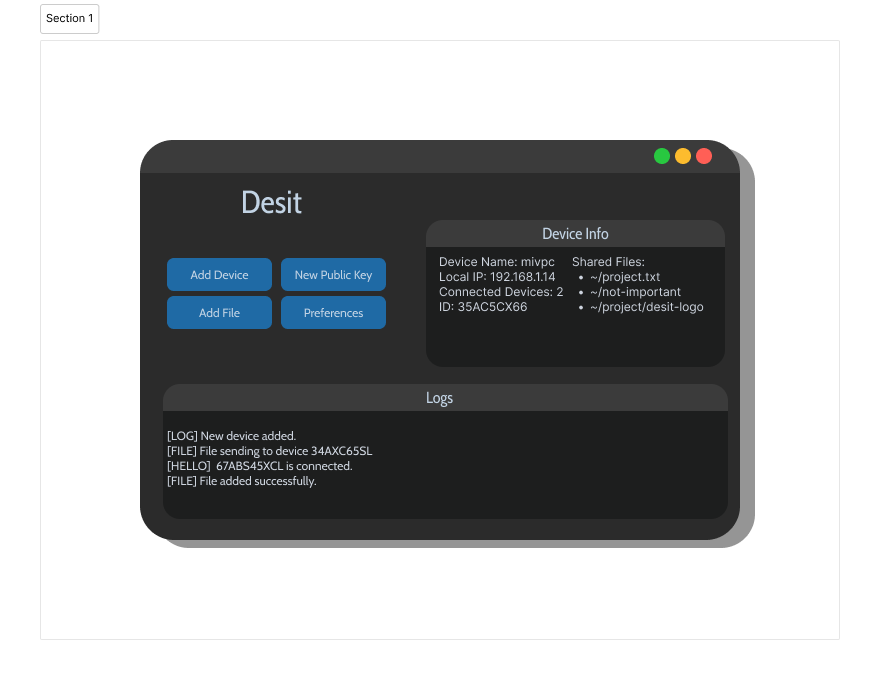 Section 1
Desit
Add Device
New Public Key
Add File
Preferences
Device Info
Device Name: mivpc
Local IP: 192.168.1.14
Connected Devices: 2
ID: 35AC5CX66
Shared Files:
• ~/project.txt
• ~/not-important
• ~/project/desit-logo
Logs
[LOG] New device added.
[FILE] File sending to device 34AXC65SL
[HELLO]  67ABS45XCL is connected.
[FILE] File added successfully.